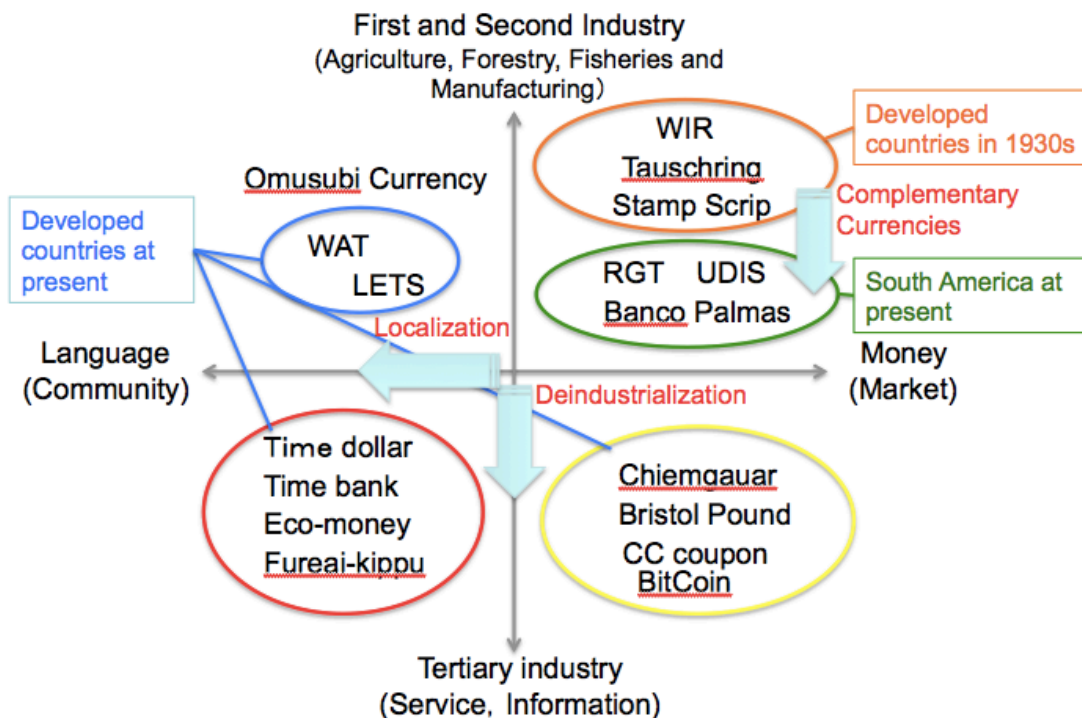 First and Second Industry
(Agriculture, Forestry, Fisheries and
Manufacturing)
WIR
Tauschring
Stamp Scrip
Developed
countries in 1930s
Omusubi Currency
Complementary
Currencies
Developed
countries at
present
WAT
LETS
RGT UDIS
Banco Palmas
South America at
present
Localization
Language
(Community)
Money
(Market)
Deindustrialization
Time dollar
Time bank
Eco-money
Fureai-kippu
Chiemgauar
Bristol Pound
CC coupon
BitCoin
Tertiary industry
(Service, Information)